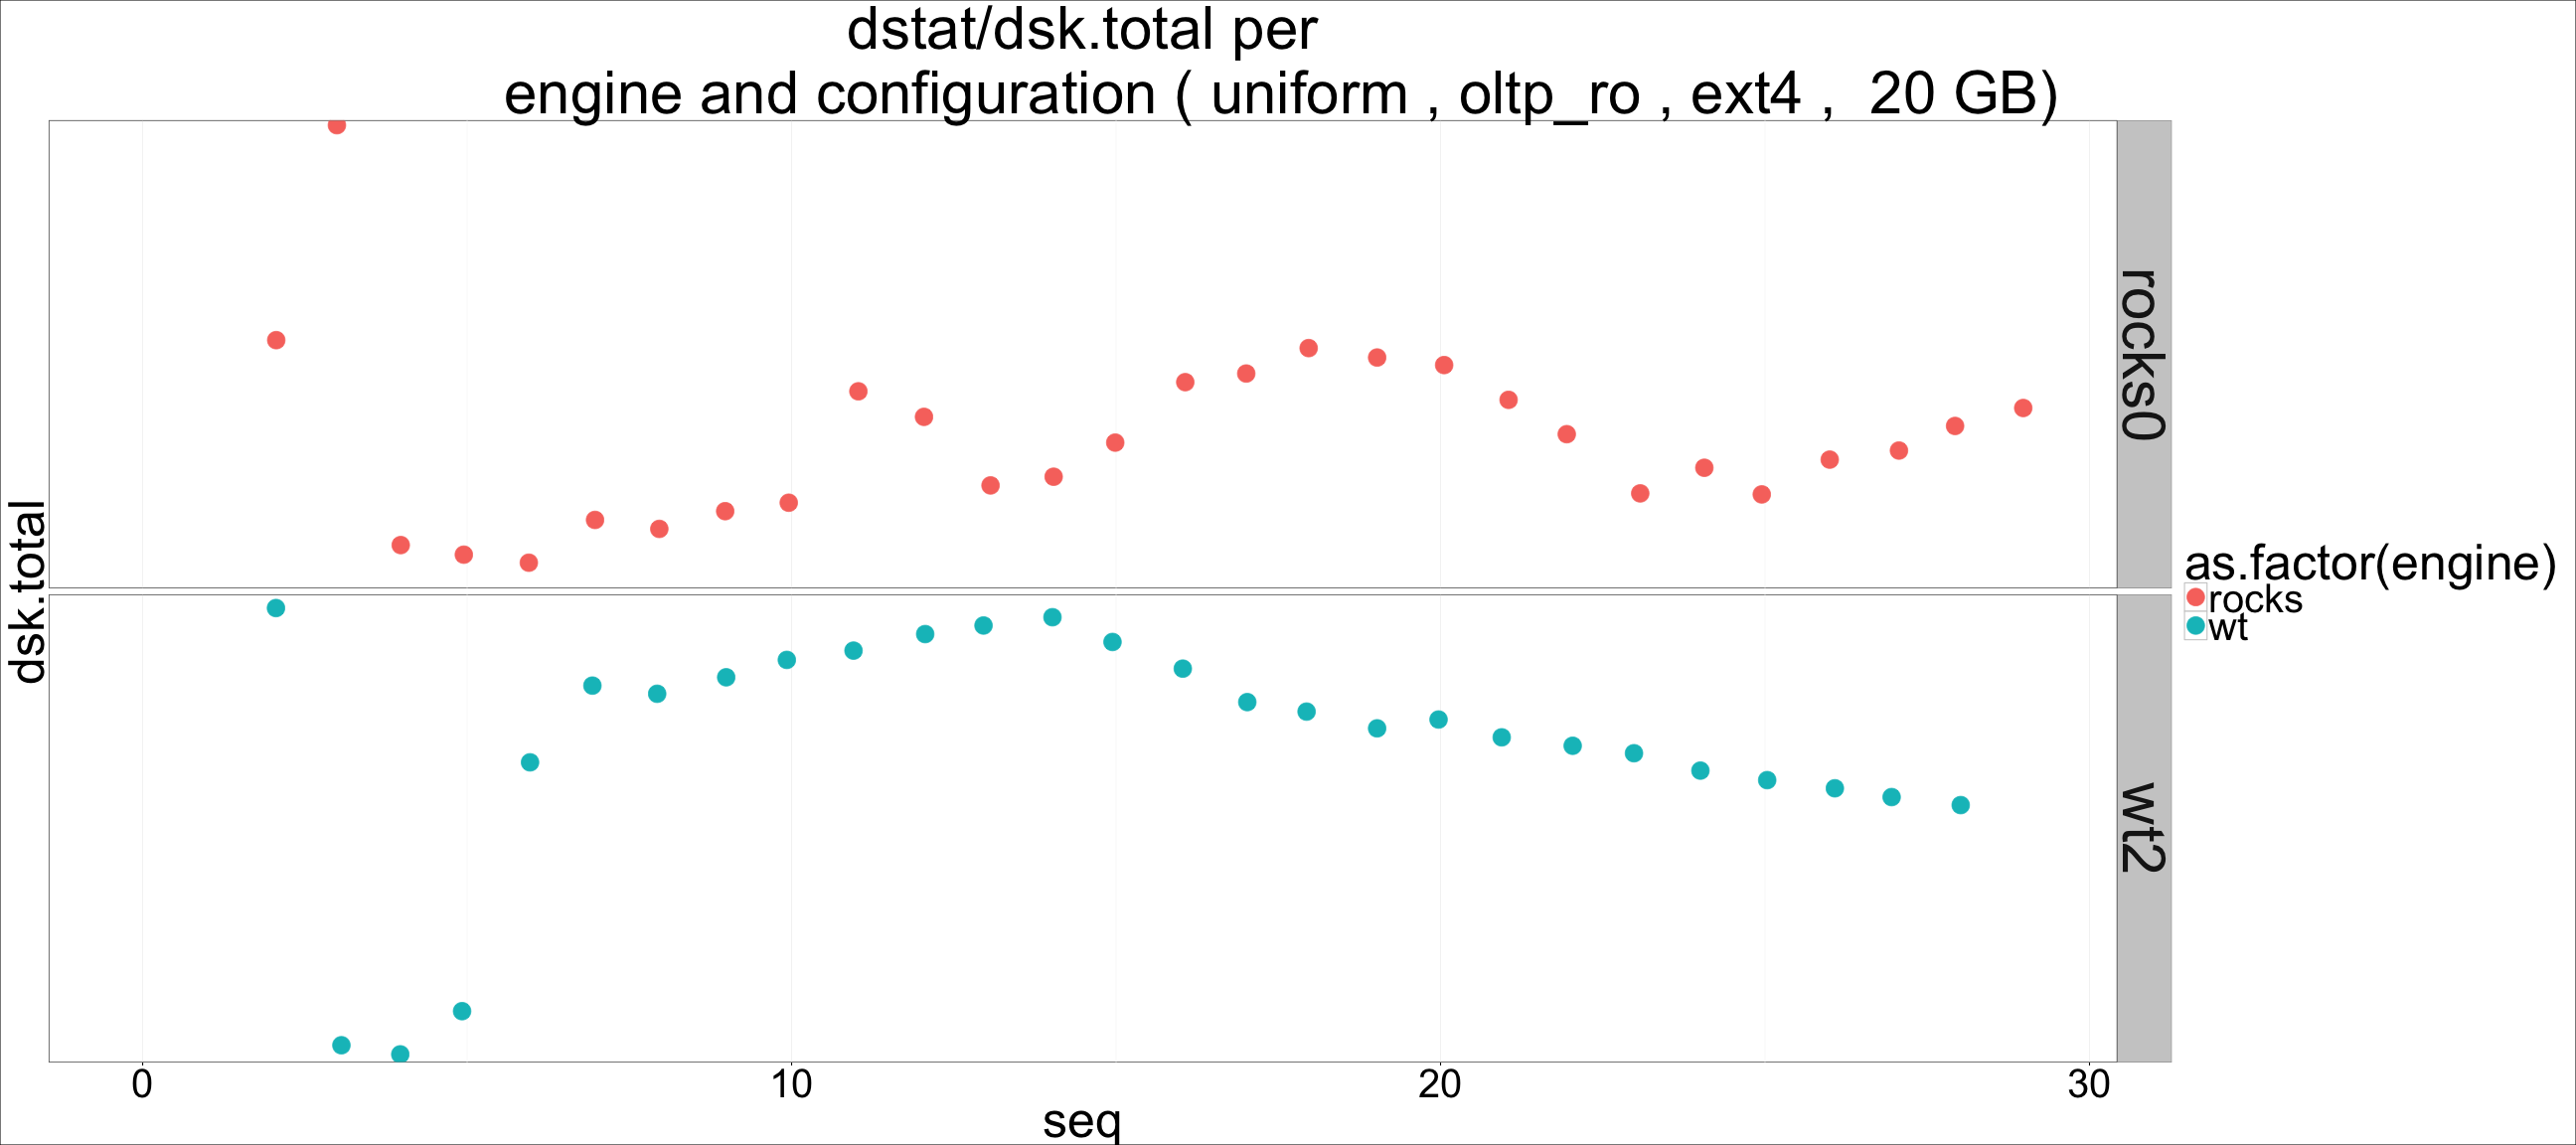 dstat/dsk.total per
engine and configuration ( uniform , oltp_ro , ext4 ,  20 GB)
dsk.total
rocks0
wt2
as.factor(engine)
rocks
wt
0
10
20
30
seq